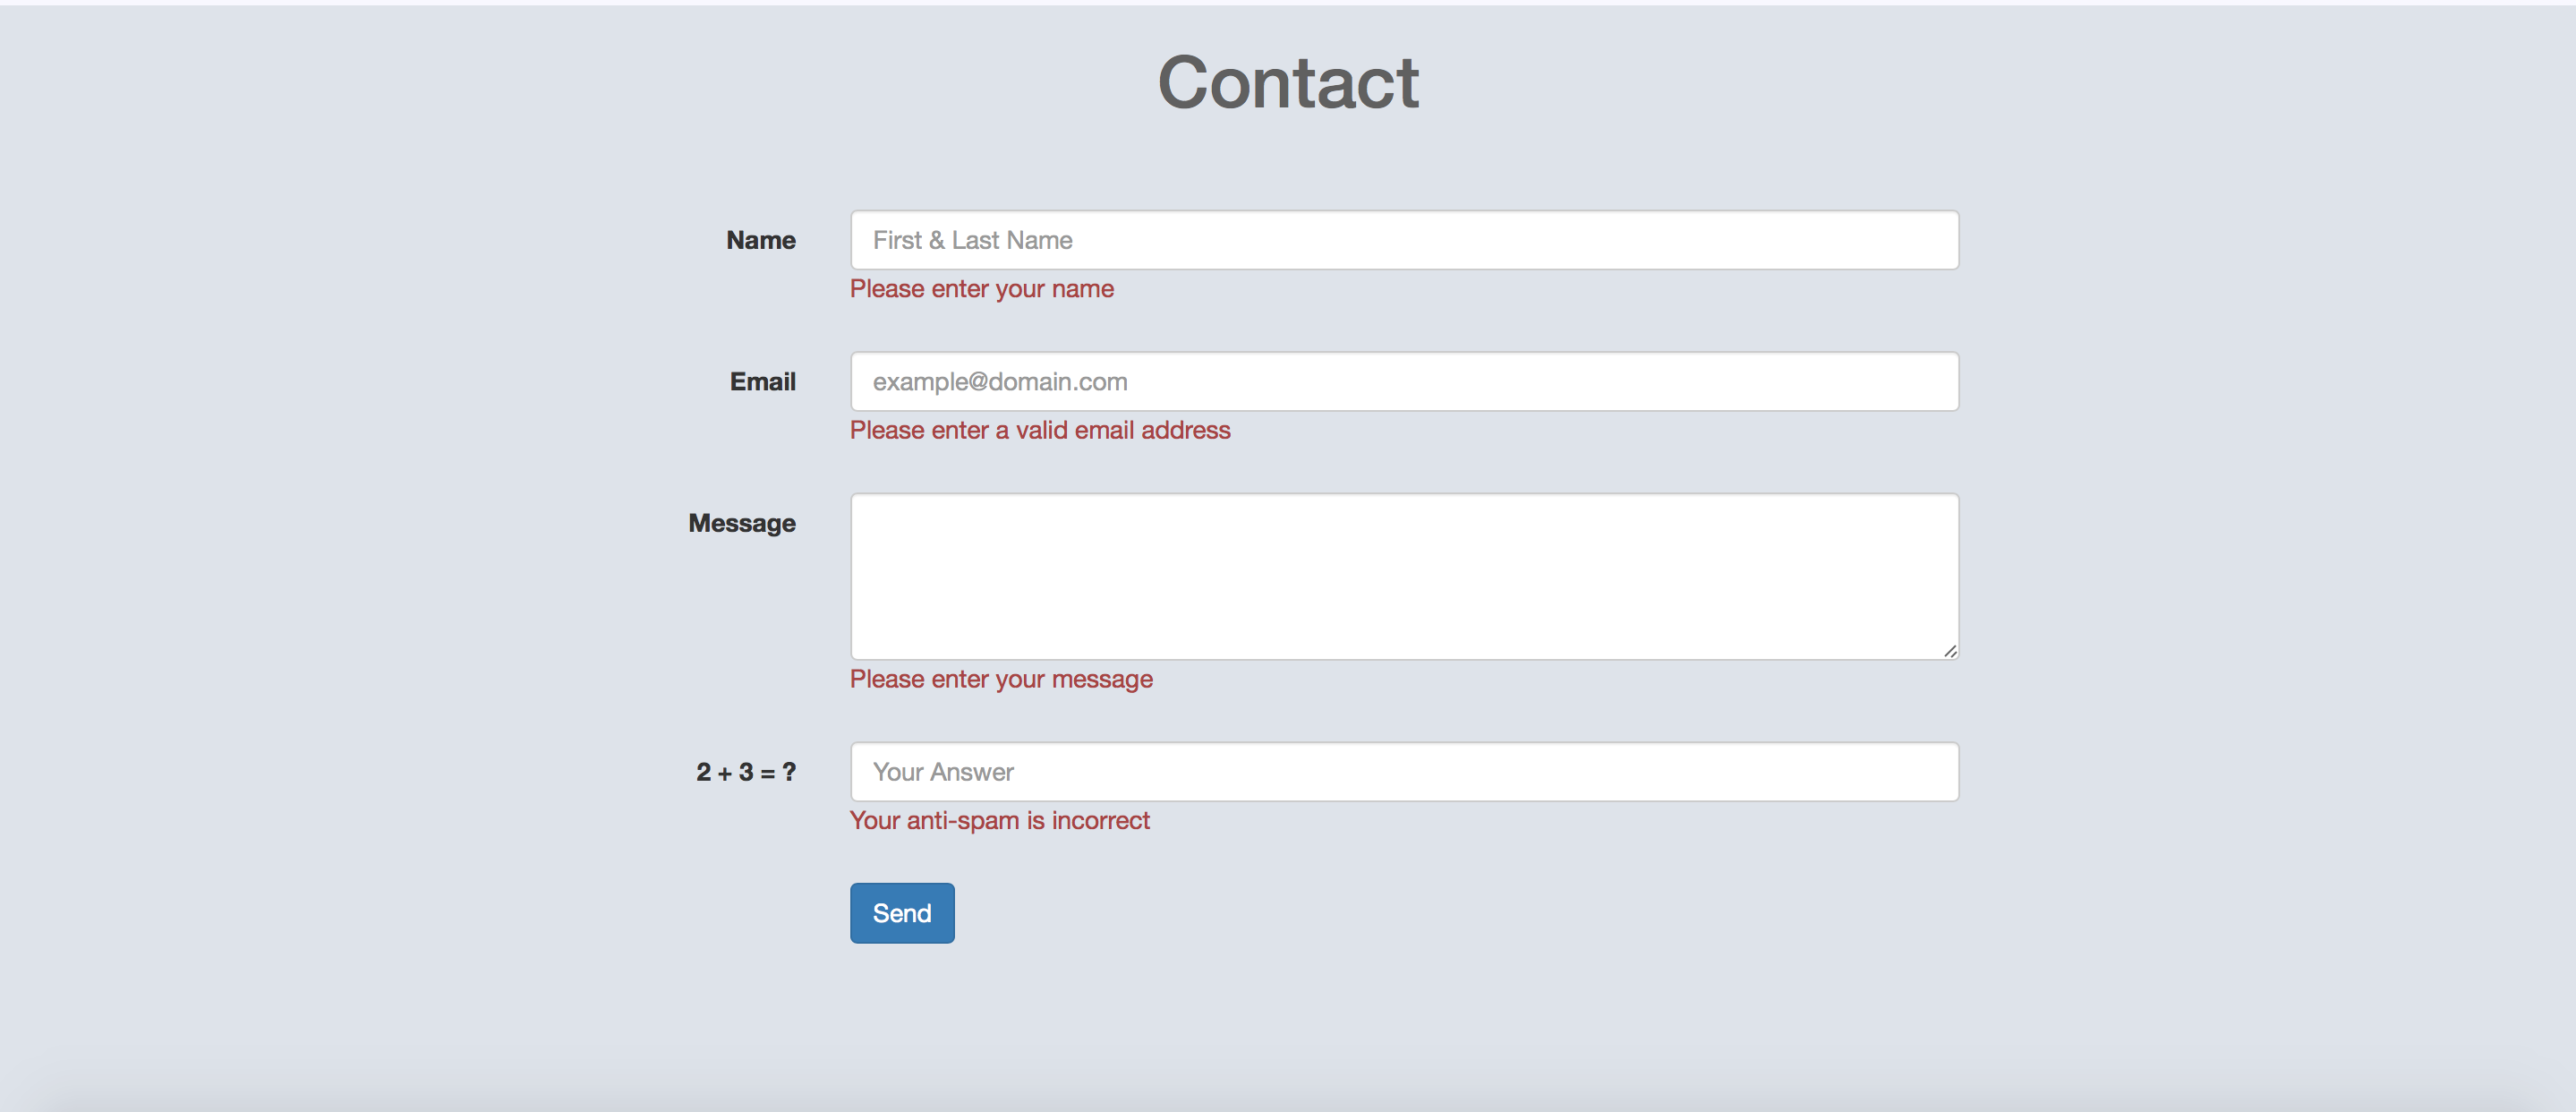 Contact
Name
First & Last Name
Please enter your name
Email
example@domain.com
Please enter a valid email address
Message
Please enter your message
2 + 3 = ?
Your Answer
Your anti-spam is incorrect
Send